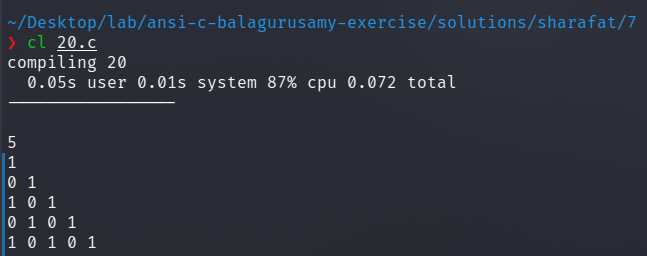 ~/Desktop/lab/ansi-c-balagurusamy-exercise/solutions/sharafat/7
❯ cl 20.c
compiling 20
0.05s user 0.01s system 87% cpu 0.072 total
—————————————————
5
1
0 1
1 0 1
0 1 0 1
1 0 1 0 1